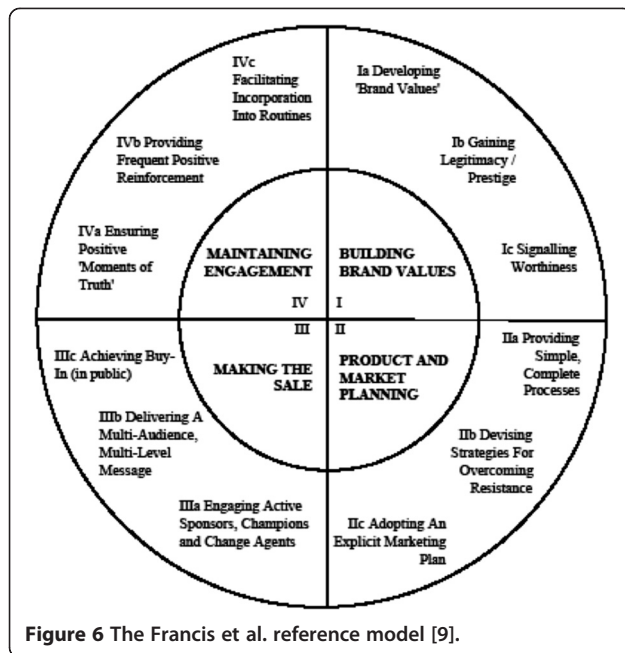 Ia Developing
'Brand Values'
Ib Gaining
Legitimacy /
Prestige
Ic Signalling
Worthiness
BUILDING
BRAND VALUES
I
IIa Providing
Simple,
Complete
Processes
IIb Devising
Strategies For
Overcoming
Resistance
IIc Adopting An
Explicit Marketing
Plan
II
PRODUCT AND
MARKET
PLANNING
IIIa Engaging Active
Sponsors, Champions
and Change Agents
IIIb Delivering A
Multi-Audience,
Multi-Level
Message
IIIc Achieving Buy-
In (in public)
III
MAKING THE
SALE
IVa Ensuring
Positive
'Moments of
Truth'
IVb Providing
Frequent Positive
Reinforcement
IVc
Facilitating
Incorporation
Into Routines
MAINTAINING
ENGAGEMENT
IV
Figure 6 The Francis et al. reference model [9].